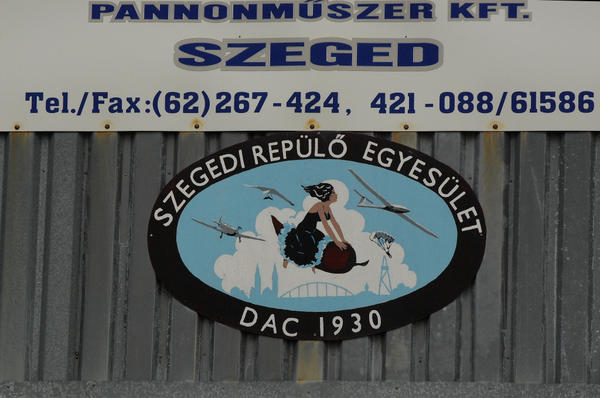 PANNONMŰSZER KFT.
SZEGED
Tel./Fax:(62)267-424, 421-088/61586
SZEGEDI REPÜLŐ EGYESÜLET
DAC 1930